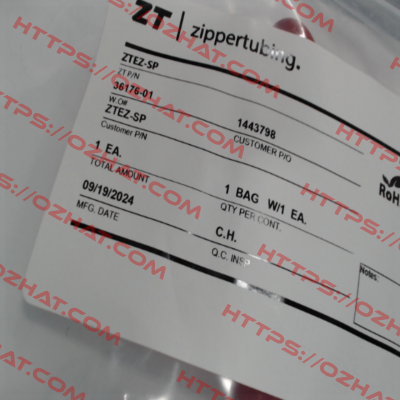 ZT | zippertubing.
ZTEZ-SP
ZT P/N
36176-01
W.O#
1443798
CUSTOMER P/O
ZTEZ-SP
Customer P/N
1 EA.
TOTAL AMOUNT
1 BAG W/1 EA.
QTY PER CONT.
09/19/2024
MFG. DATE
C.H.
Q.C. INSP
Notes:
RoH
HTTPS://OZHAT.COM